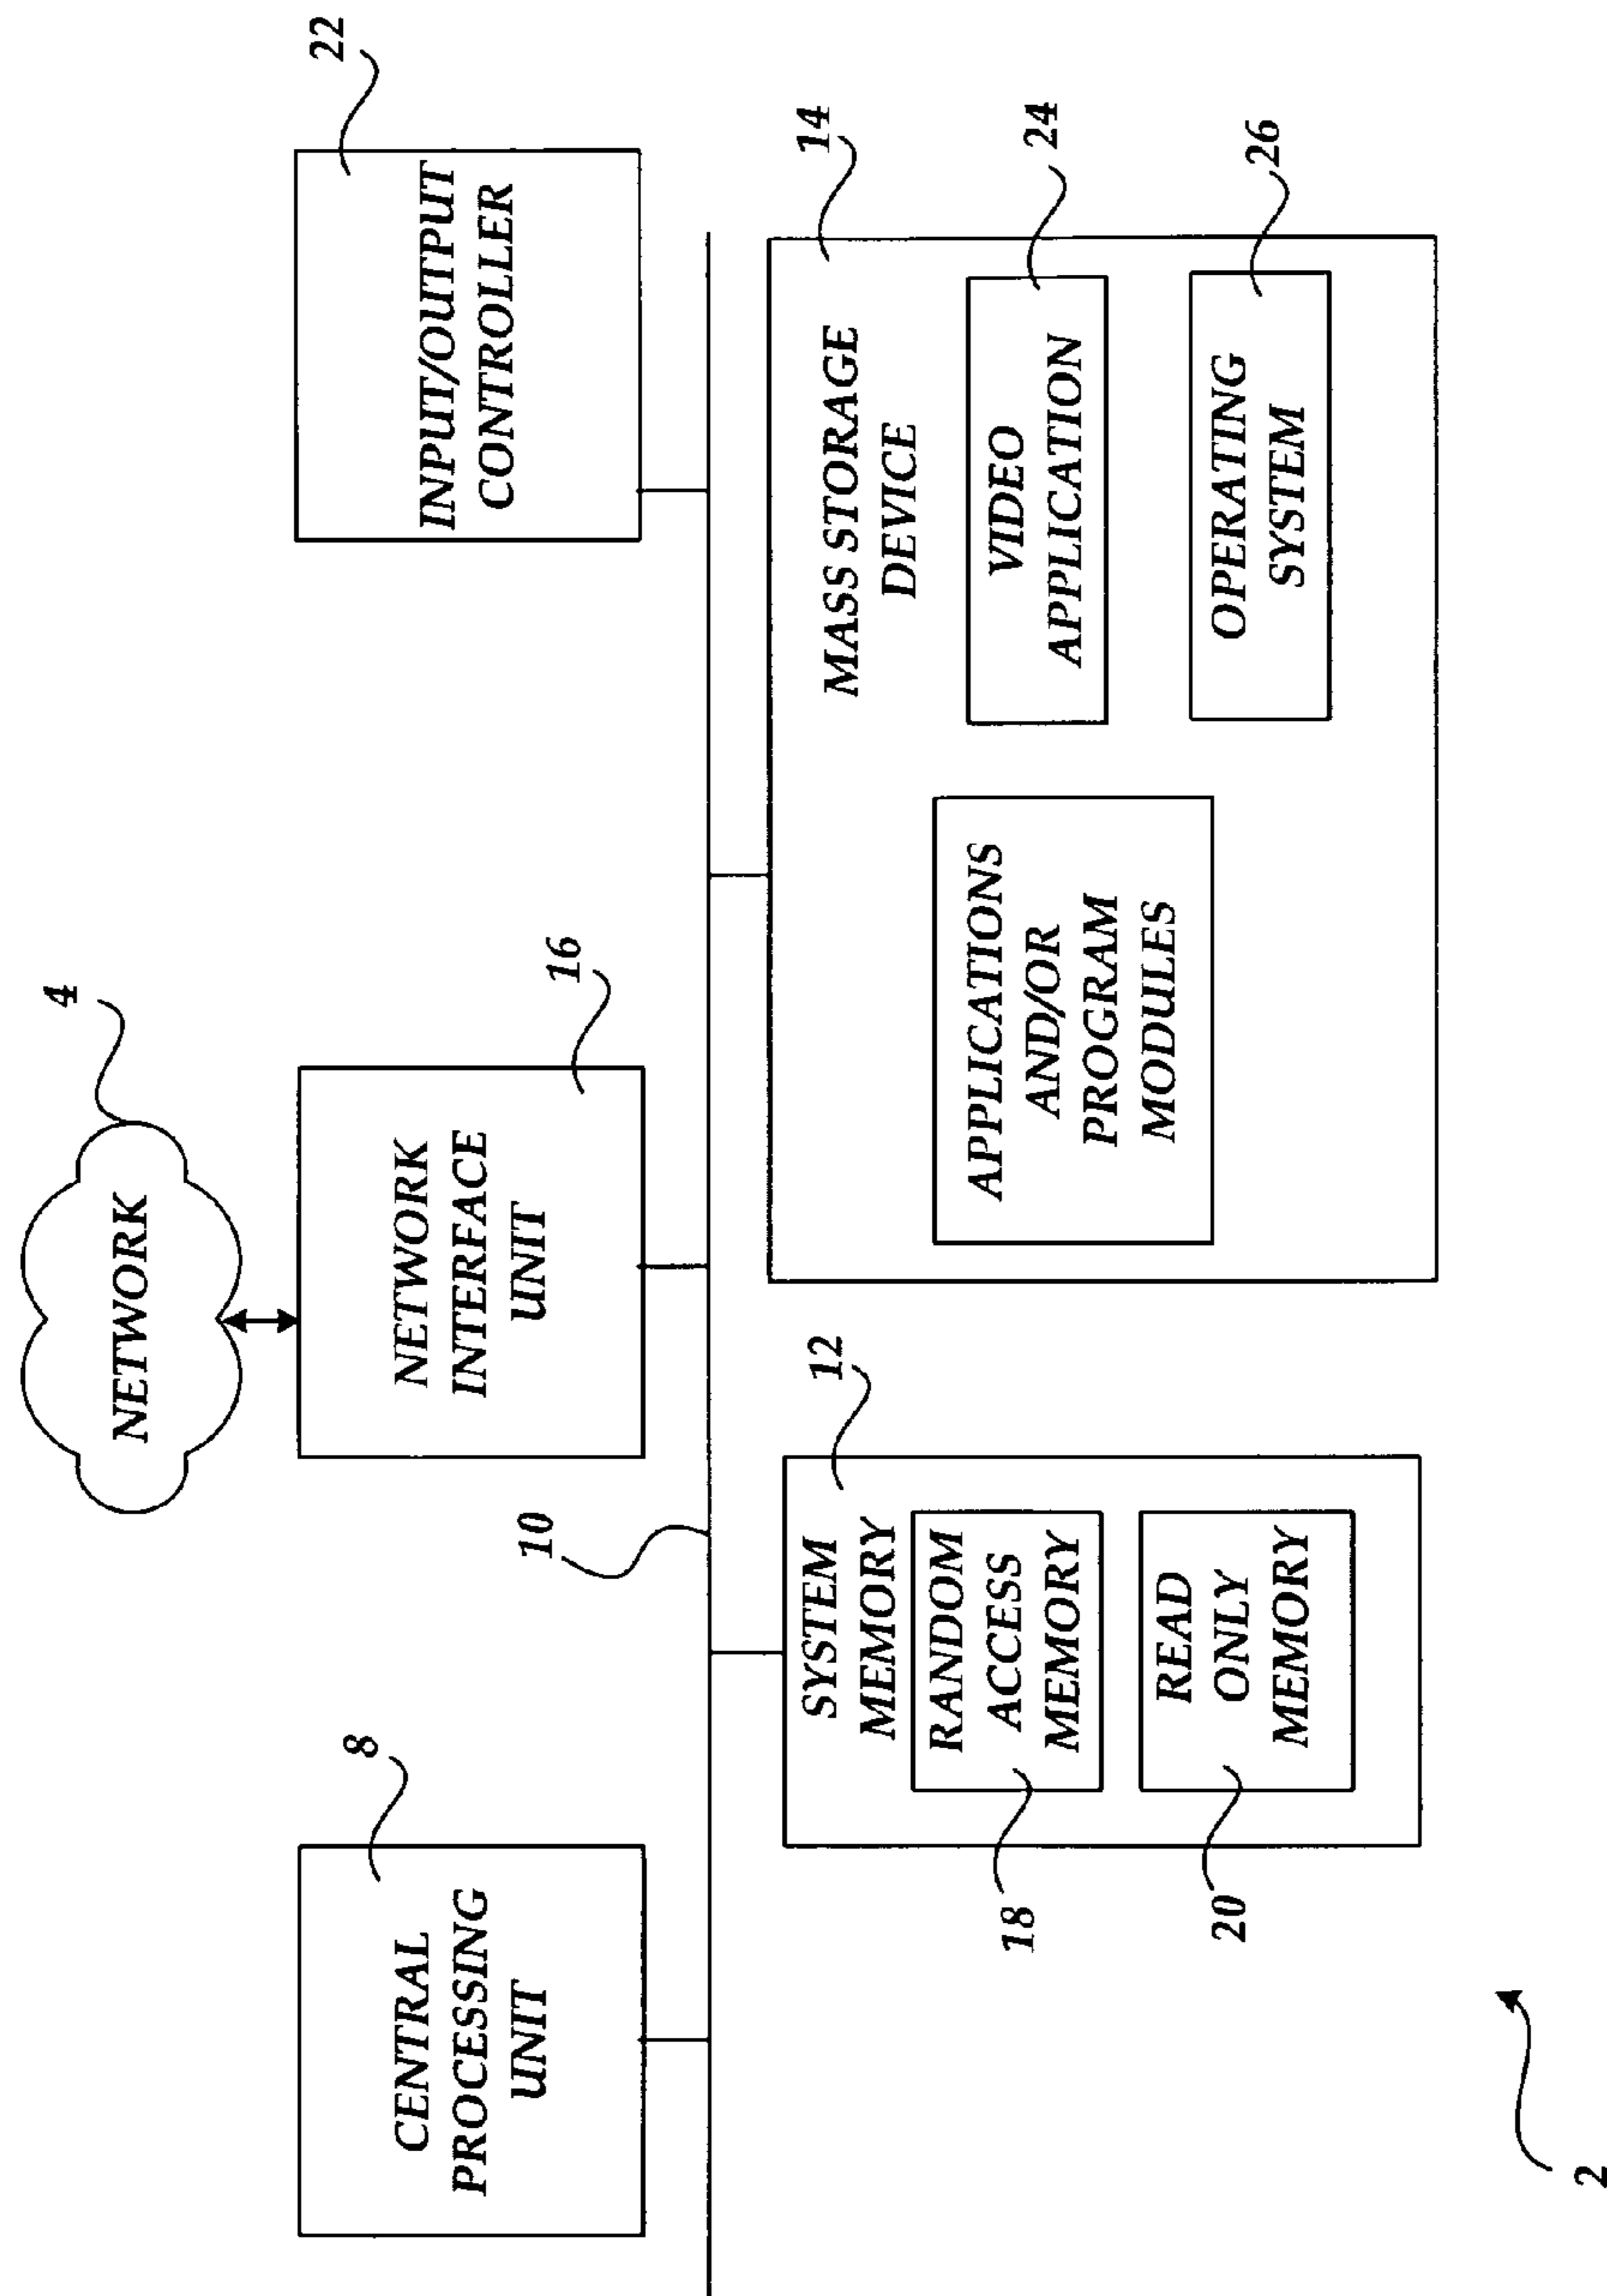 4
NETWORK
8
CENTRAL
PROCESSING
UNIT
10
16
NETWORK
INTERFACE
UNIT
22
INPUT/OUTPUT
CONTROLLER
12
SYSTEM
MEMORY
RANDOM
ACCESS
MEMORY
18
READ
ONLY
MEMORY
20
14
MASS STORAGE
DEVICE
APPLICATIONS
AND/OR
PROGRAM
MODULES
24
VIDEO
APPLICATION
26
OPERATING
SYSTEM
2